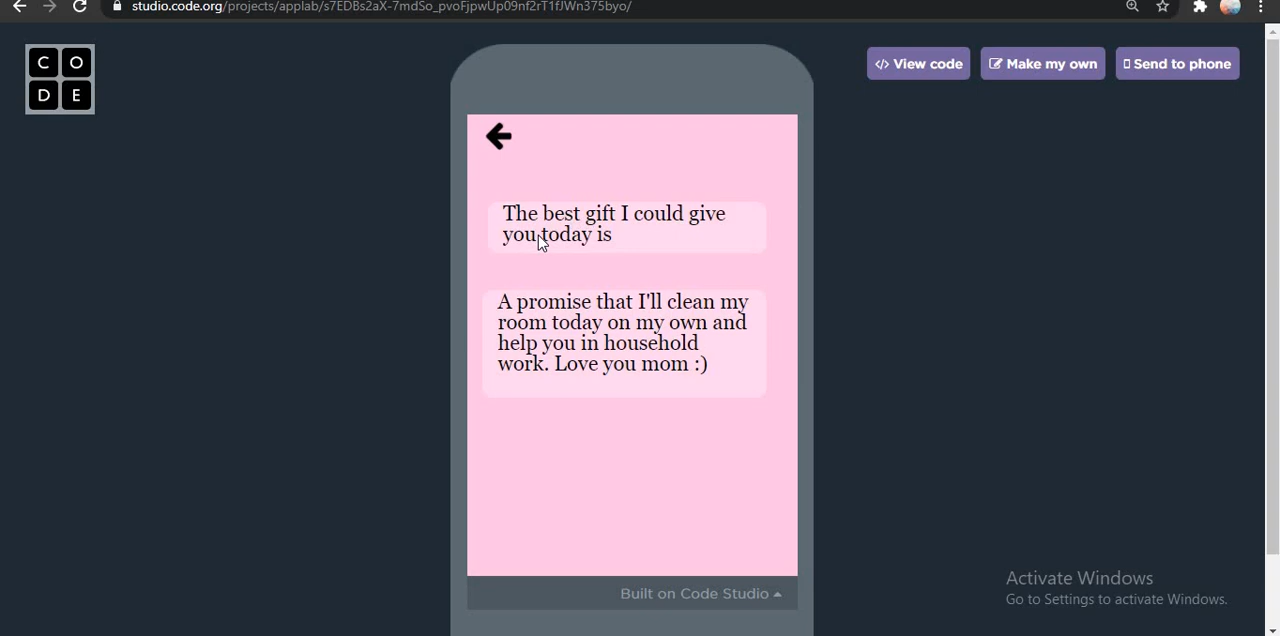 studio.code.org/projects/applab/s7EDBs2aX-7mdSo_pvoFjpwUp09nf2rT1fJWn375byo/
C O
D E
</> View code
Make my own
Send to phone
The best gift I could give
you today is
A promise that I'll clean my
room today on my own and
help you in household
work. Love you mom :)
Built on Code Studio
Activate Windows
Go to Settings to activate Windows.